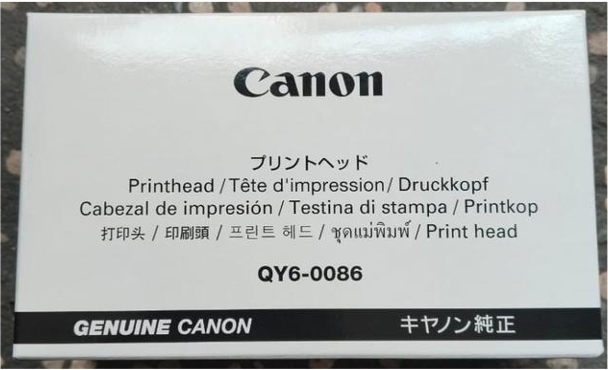 Canon
プリントヘッド
Printhead / Tête d'impression / Druckkopf
Cabezal de impresión / Testina di stampa / Printkop
打印头 / 印刷頭 / 프린트 헤드 / ชุดแม่พิมพ์ / Print head
QY6-0086
GENUINE CANON キヤノン純正